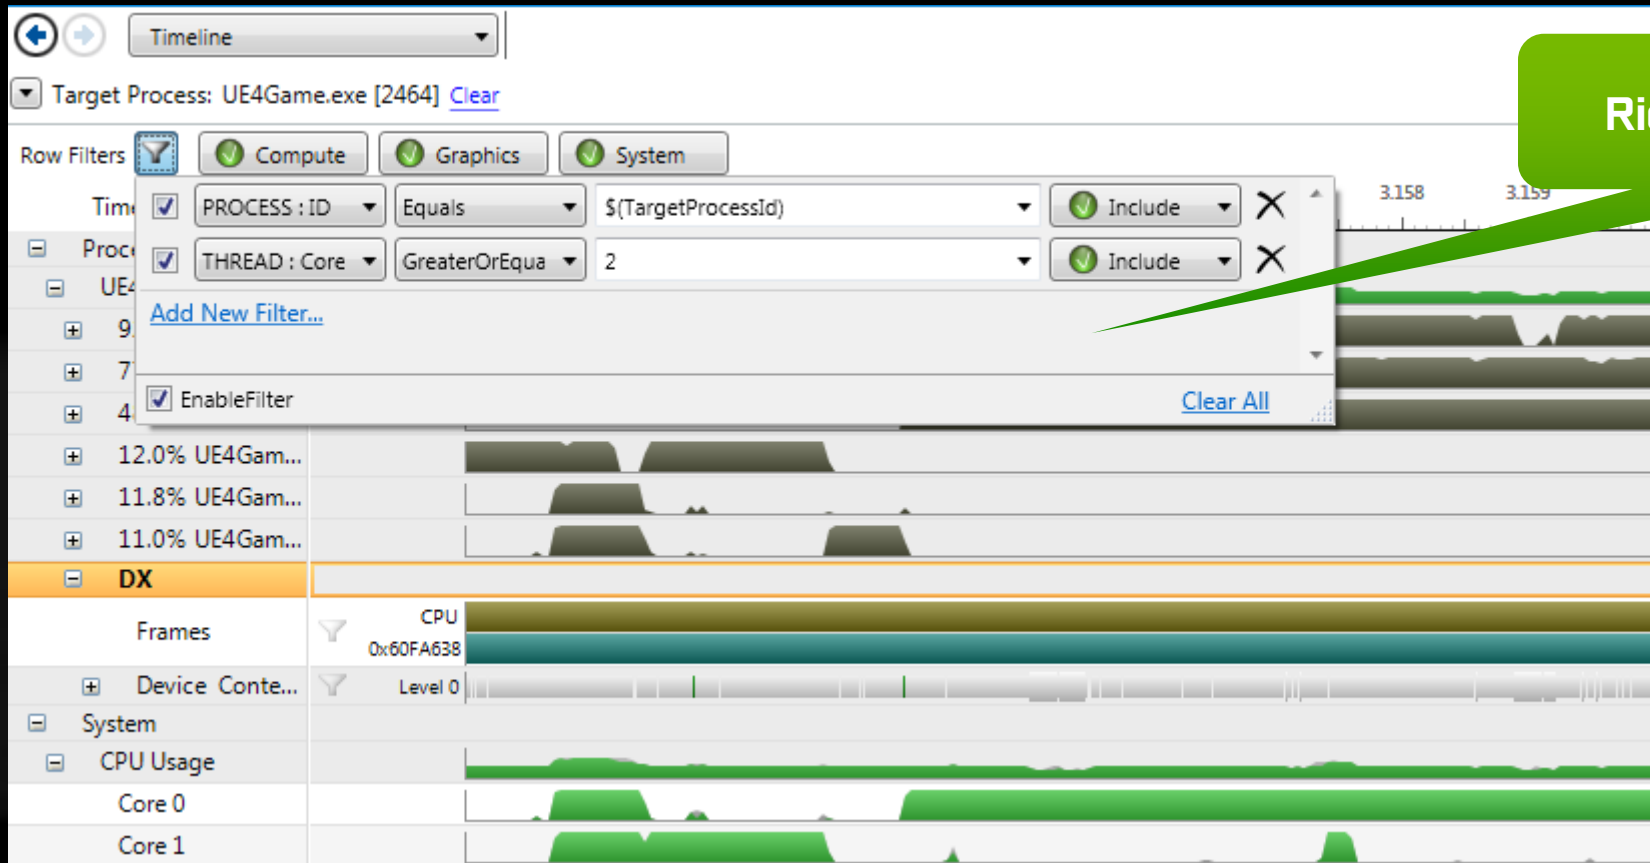 Timeline
Target Process: UE4Game.exe [2464] Clear
Row Filters Compute Graphics System
3.158 3.159
PROCESS : ID Equals $(TargetProcessId) Include
THREAD : Core GreaterOrEqua 2 Include
Add New Filter...
EnableFilter Clear All
12.0% UE4Gam...
11.8% UE4Gam...
11.0% UE4Gam...
DX
Frames CPU
0x60FA638
Device Conte... Level 0
System
CPU Usage
Core 0
Core 1